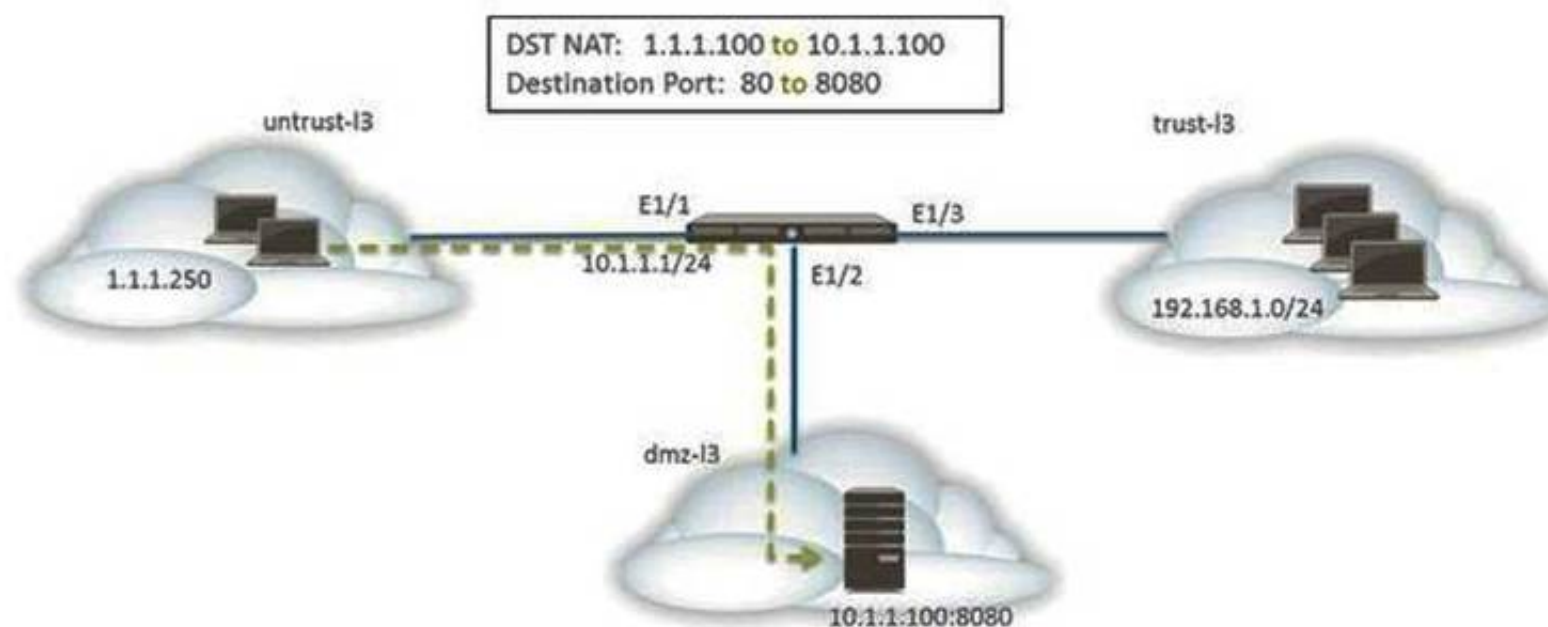 DST NAT: 1.1.1.100 to 10.1.1.100
Destination Port: 80 to 8080
untrust-l3
trust-l3
E1/1
E1/3
10.1.1.1/24
E1/2
1.1.1.250
192.168.1.0/24
dmz-l3
10.1.1.100:8080